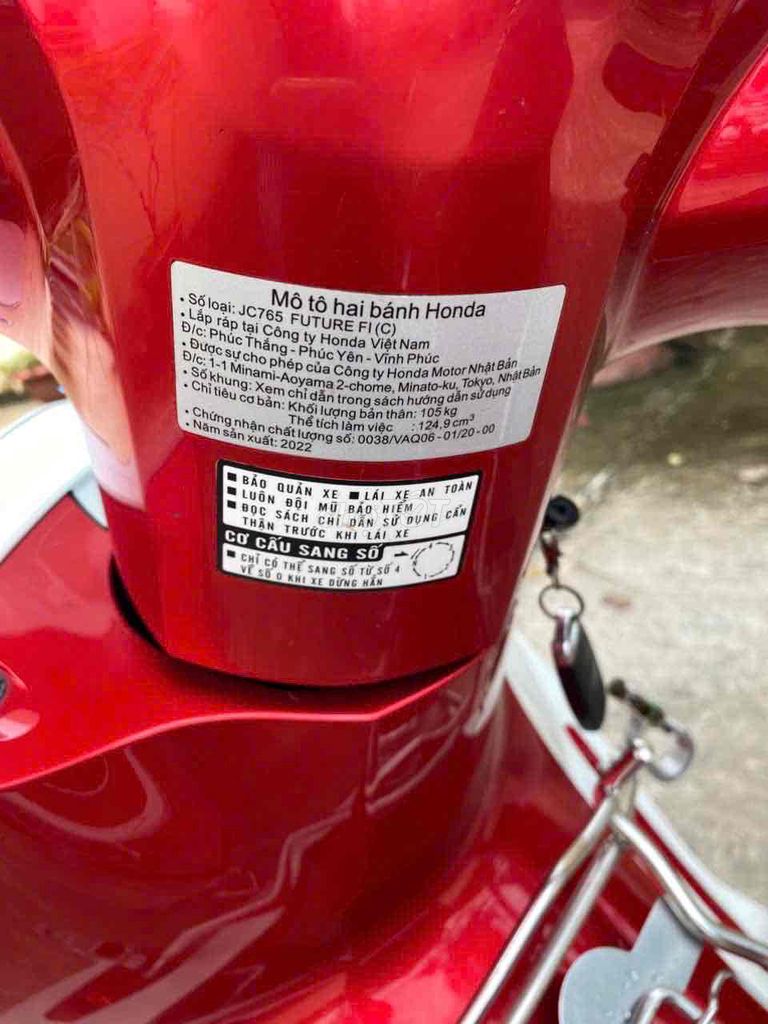 Mô tô hai bánh Honda
• Số loại: JC765 FUTURE FI (C)
• Lắp ráp tại Công ty Honda Việt Nam
Đ/c: Phúc Thắng - Phúc Yên - Vĩnh Phúc
• Được sự cho phép của Công ty Honda Motor Nhật Bản
Đ/c: 1-1 Minami-Aoyama 2-chome, Minato-ku, Tokyo, Nhật Bản
• Số khung: Xem chỉ dẫn trong sách hướng dẫn sử dụng
• Chỉ tiêu cơ bản: Khối lượng bản thân: 105 kg
Thể tích làm việc : 124,9 cm³
• Chứng nhận chất lượng số: 0038/VAQ06 - 01/20 - 00
• Năm sản xuất: 2022
■ BẢO QUẢN XE ■ LÁI XE AN TOÀN
■ LUÔN ĐỘI MŨ BẢO HIỂM
■ ĐỌC SÁCH CHỈ DẪN SỬ DỤNG CẨN
THẬN TRƯỚC KHI LÁI XE
CƠ CẤU SANG SỐ
■ CHỈ CÓ THỂ SANG SỐ TỪ SỐ 4
VỀ SỐ 0 KHI XE DỪNG HẲN